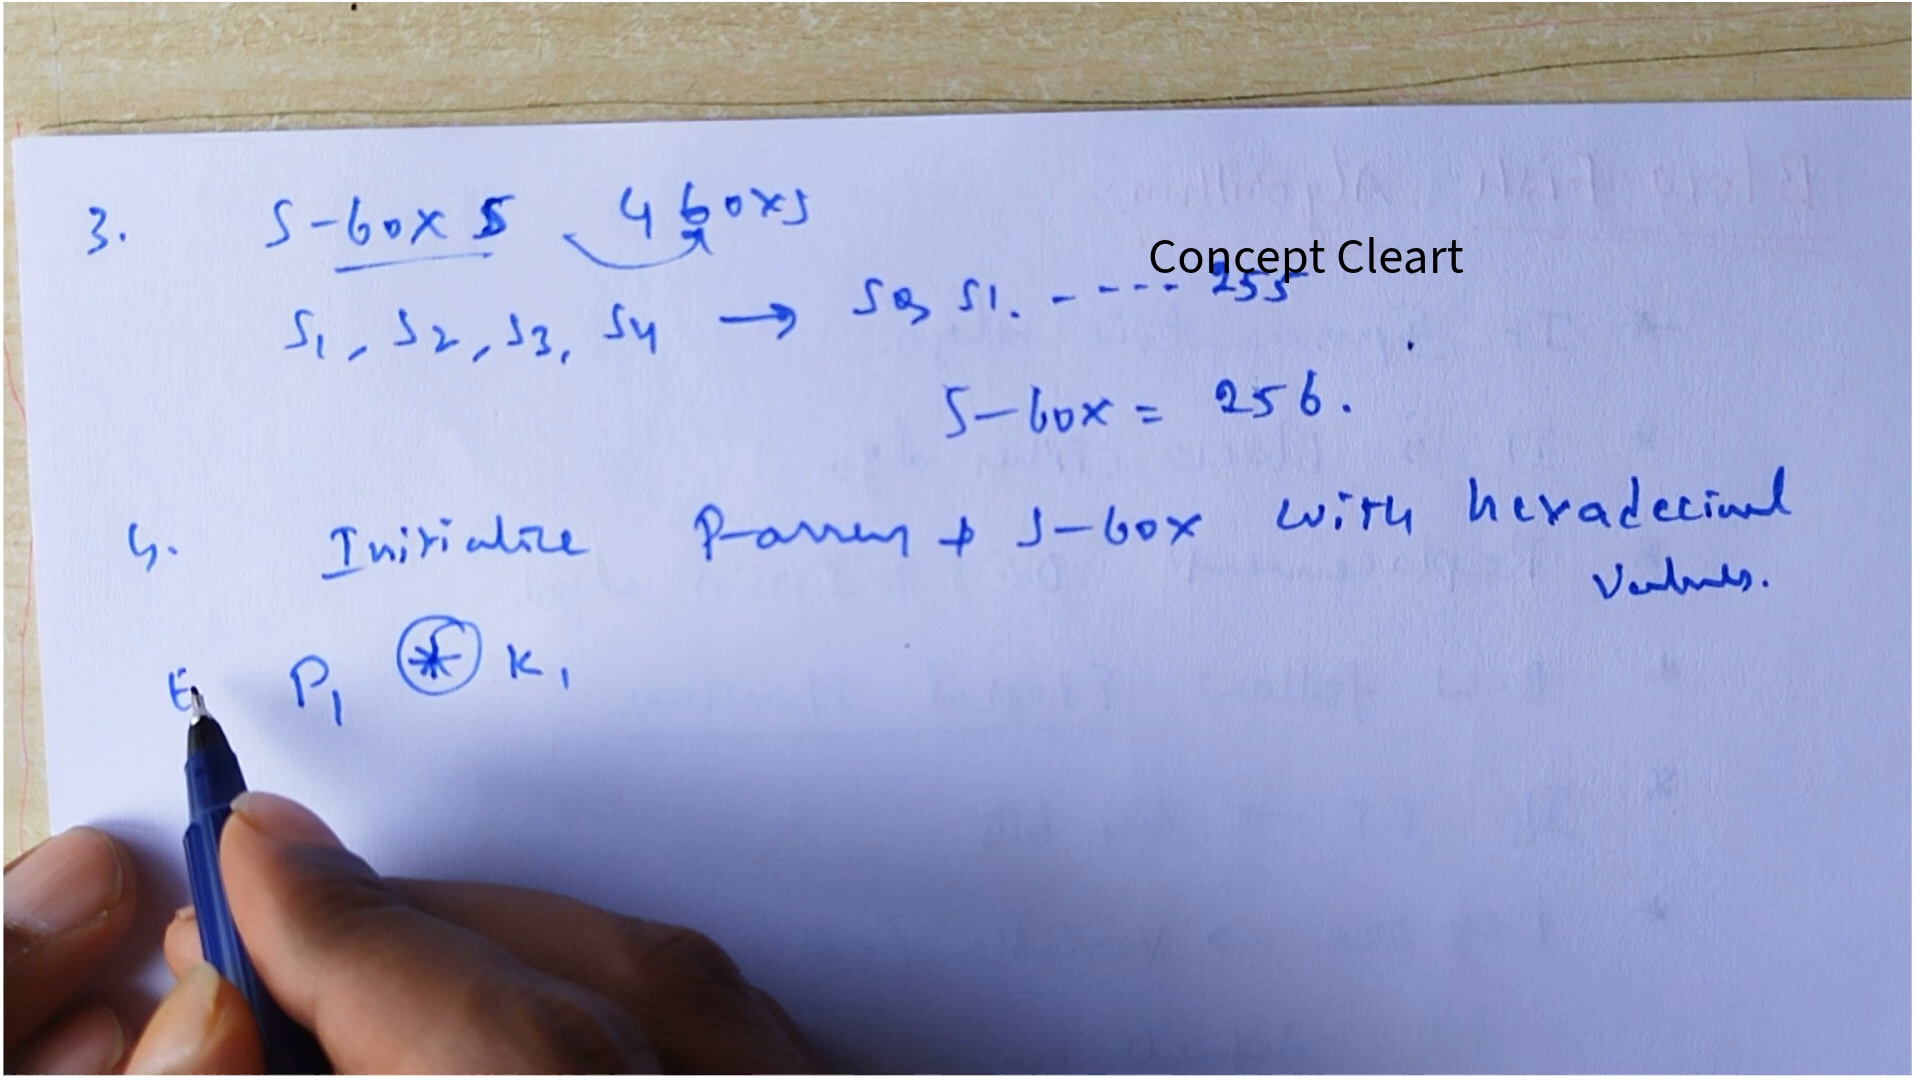 3. S-box S 4 boxs
Concept Cleart
S1, S2, S3, S4 → S0, S1. - - - - - 255
S-box = 256.
4. Initialize P-array + S-box with hexadecimal
values.
P1 ⊛ K1